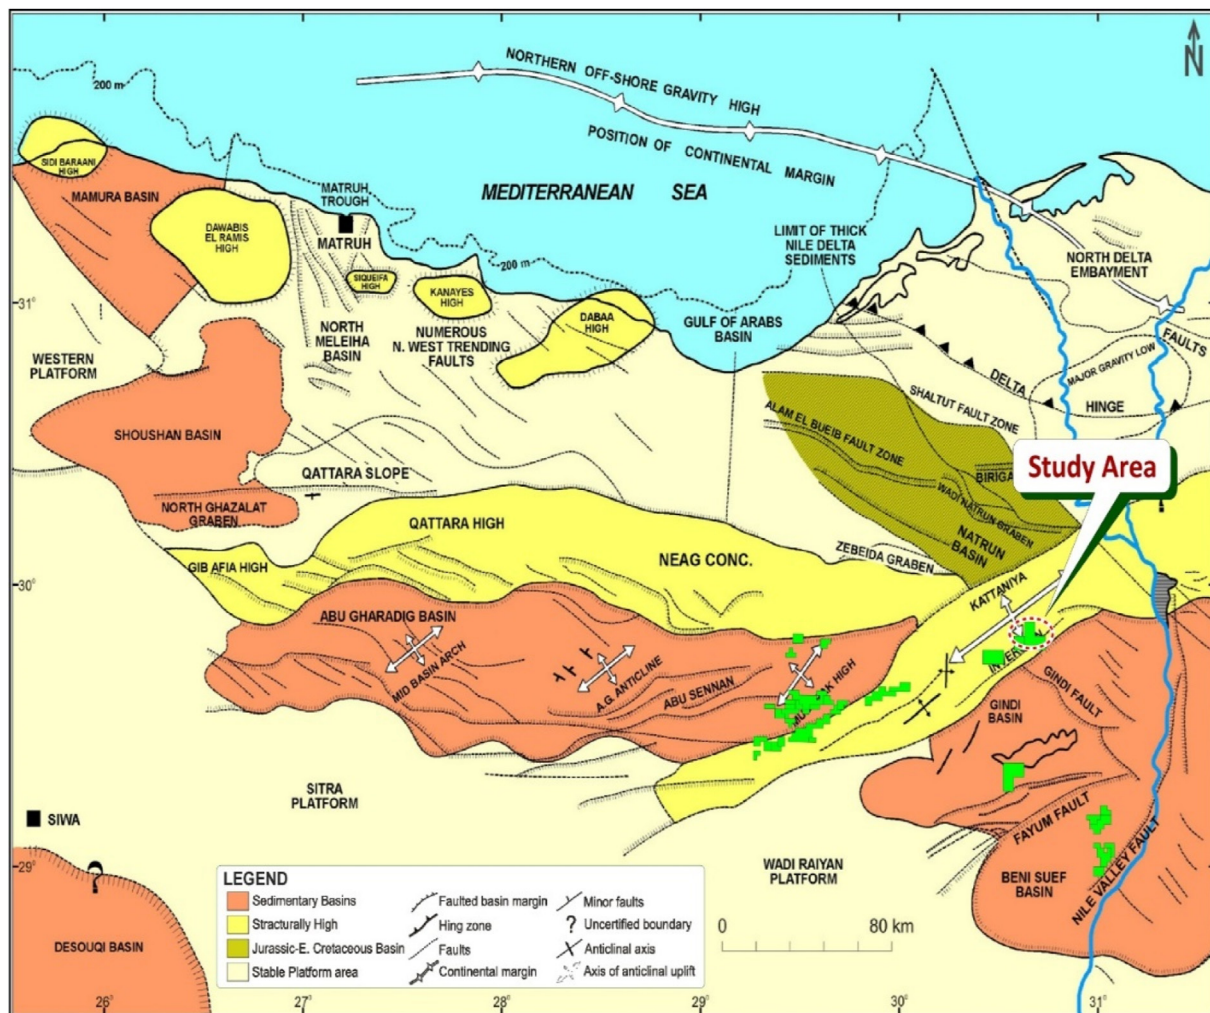 N
200 m
NORTHERN OFF-SHORE GRAVITY HIGH
POSITION OF CONTINENTAL MARGIN
SIDI BARAANI
HIGH
MAMURA BASIN
MATRUH
TROUGH
MATRUH
MEDITERRANEAN SEA
DAWABIS
EL RAMIS
HIGH
LIMIT OF THICK
NILE DELTA
SEDIMENTS
NORTH DELTA
EMBAYMENT
200 m
SIQUEIFA
HIGH
KANAYES
HIGH
31°
DABAA
HIGH
GULF OF ARABS
BASIN
NORTH
MELEIHA
BASIN
NUMEROUS
N. WEST TRENDING
FAULTS
FAULTS
MAJOR GRAVITY LOW
WESTERN
PLATFORM
DELTA
HINGE
SHALTUT FAULT ZONE
ALAM EL BUEIB FAULT ZONE
SHOUSHAN BASIN
Study Area
QATTARA SLOPE
BIRIGA
WADI NATRUN GRABEN
NORTH GHAZALAT
GRABEN
QATTARA HIGH
NATRUN
BASIN
ZEBEIDA GRABEN
NEAG CONC.
GIB AFIA HIGH
30°
KATTANIYA
ABU GHARADIG BASIN
MID BASIN ARCH
A.G. ANTICLINE
ABU SENNAN
HIGH
INVER
GINDI FAULT
GINDI
BASIN
SITRA
PLATFORM
SIWA
FAYUM FAULT
NILE VALLEY FAULT
WADI RAIYAN
PLATFORM
29°
BENI SUEF
BASIN
DESOUQI BASIN
LEGEND
Sedimentary Basins
Stracturally High
Jurassic-E. Cretaceous Basin
Stable Platform area
Faulted basin margin
Hing zone
Faults
Continental margin
Minor faults
? Uncertified boundary
Anticlinal axis
Axis of anticlinal uplift
0 80 km
26° 27° 28° 29° 30° 31°